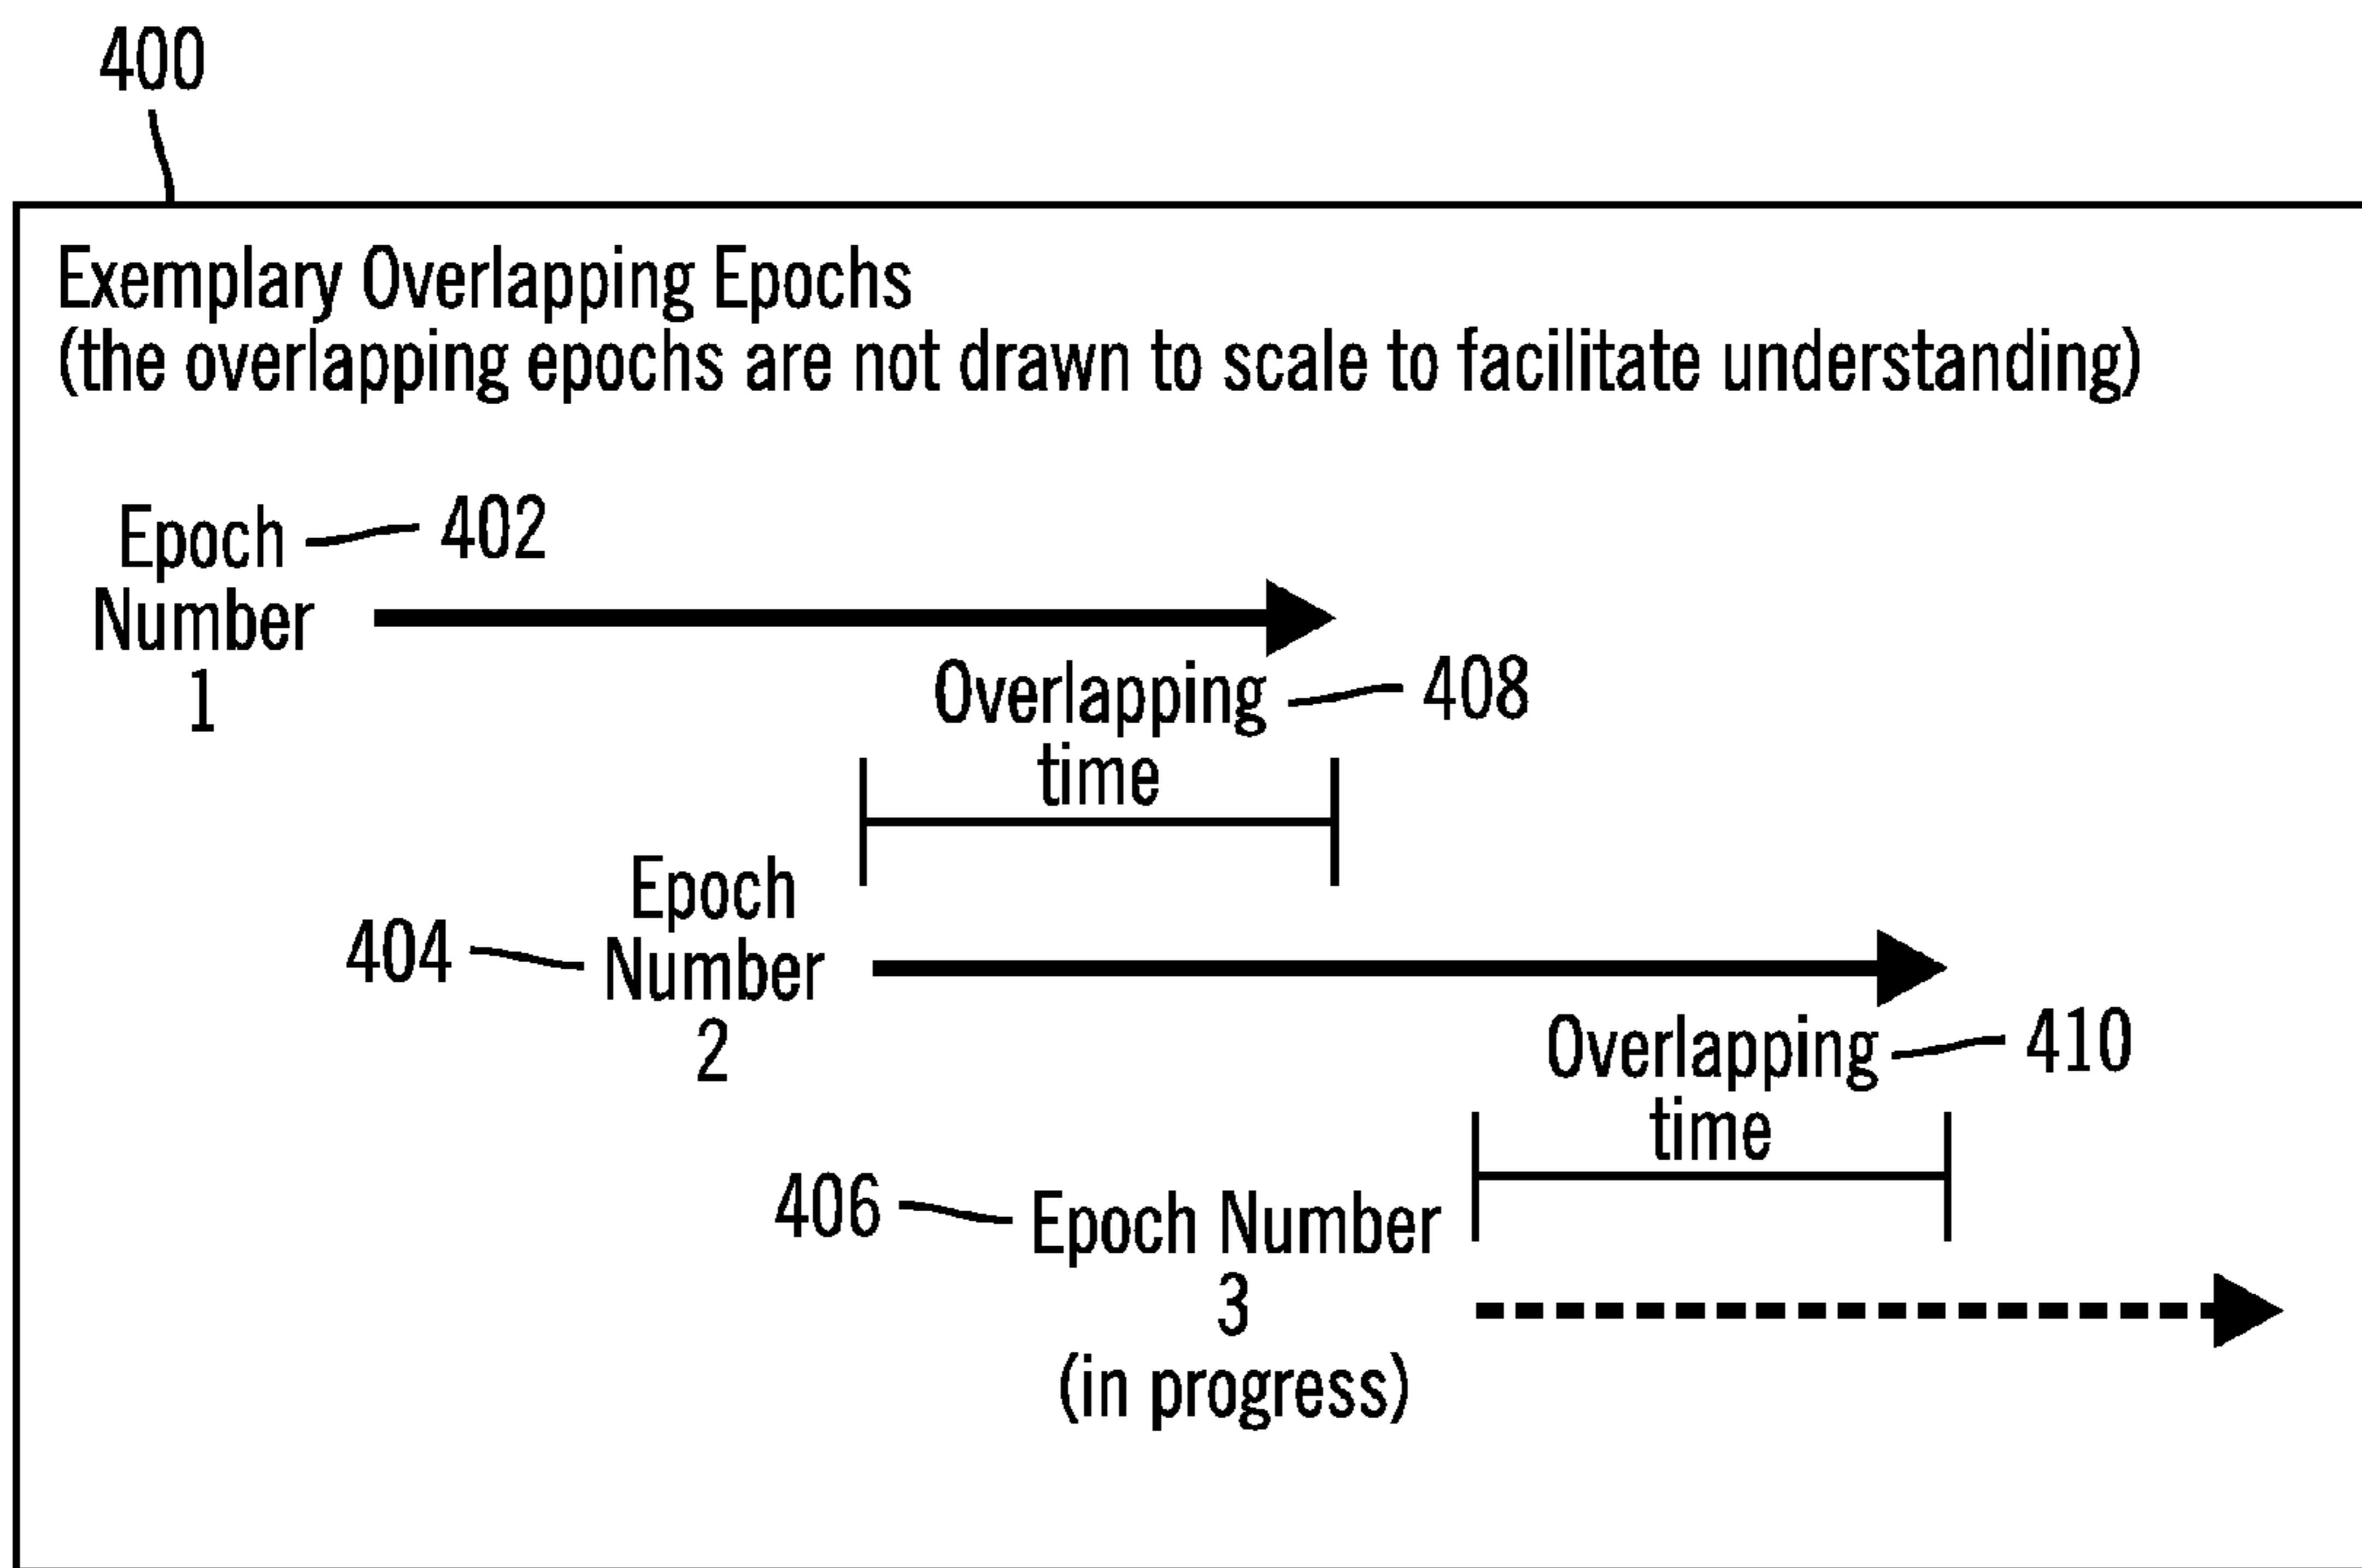 400
Exemplary Overlapping Epochs
(the overlapping epochs are not drawn to scale to facilitate understanding)
Epoch
402
Number
1
Overlapping
408
time
Epoch
404
Number
2
Overlapping
410
time
406
Epoch Number
3
(in progress)